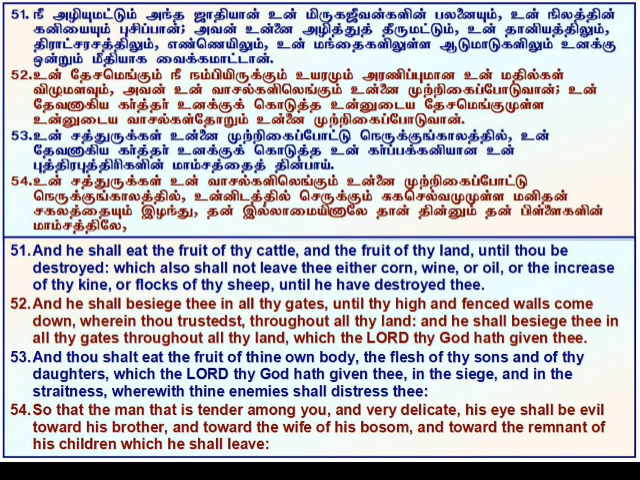 51. நீ அழியுமட்டும் அந்த ஜாதியான் உன் மிருகஜீவன்களின் பலனையும், உன் நிலத்தின்
கனியையும் புசிப்பான்; அவன் உன்னை அழித்துத் தீருமட்டும், உன் தானியத்திலும்,
திராட்சரசத்திலும், எண்ணெயிலும், உன் மந்தைகளிலுள்ள ஆடுமாடுகளிலும் உனக்கு
ஒன்றும் மீதியாக வைக்கமாட்டான்.
52. உன் தேசமெங்கும் நீ நம்பியிருக்கும் உயரமும் அரணிப்புமான உன் மதில்கள்
விழுமளவும், அவன் உன் வாசல்களிலெங்கும் உன்னை முற்றிகைப்போடுவான்; உன்
தேவனாகிய கர்த்தர் உனக்குக் கொடுத்த உன்னுடைய தேசமெங்குமுள்ள
உன்னுடைய வாசல்கள்தோறும் உன்னை முற்றிகைப்போடுவான்.
53. உன் சத்துருக்கள் உன்னை முற்றிகைப்போட்டு நெருக்குங்காலத்தில், உன்
தேவனாகிய கர்த்தர் உனக்குக் கொடுத்த உன் கர்ப்பக்கனியான உன்
புத்திரபுத்திரிகளின் மாம்சத்தைத் தின்பாய்.
54. உன் சத்துருக்கள் உன் வாசல்களிலெங்கும் உன்னை முற்றிகைப்போட்டு
நெருக்குங்காலத்தில், உன்னிடத்தில் செருக்கும் சுகசெல்வமுமுள்ள மனிதன்
சகலத்தையும் இழந்து, தன் இல்லாமையினாலே தான் தின்னும் தன் பிள்ளைகளின்
மாம்சத்திலே,
51. And he shall eat the fruit of thy cattle, and the fruit of thy land, until thou be
destroyed: which also shall not leave thee either corn, wine, or oil, or the increase
of thy kine, or flocks of thy sheep, until he have destroyed thee.
52. And he shall besiege thee in all thy gates, until thy high and fenced walls come
down, wherein thou trustedst, throughout all thy land: and he shall besiege thee in
all thy gates throughout all thy land, which the LORD thy God hath given thee.
53. And thou shalt eat the fruit of thine own body, the flesh of thy sons and of thy
daughters, which the LORD thy God hath given thee, in the siege, and in the
straitness, wherewith thine enemies shall distress thee:
54. So that the man that is tender among you, and very delicate, his eye shall be evil
toward his brother, and toward the wife of his bosom, and toward the remnant of
his children which he shall leave: